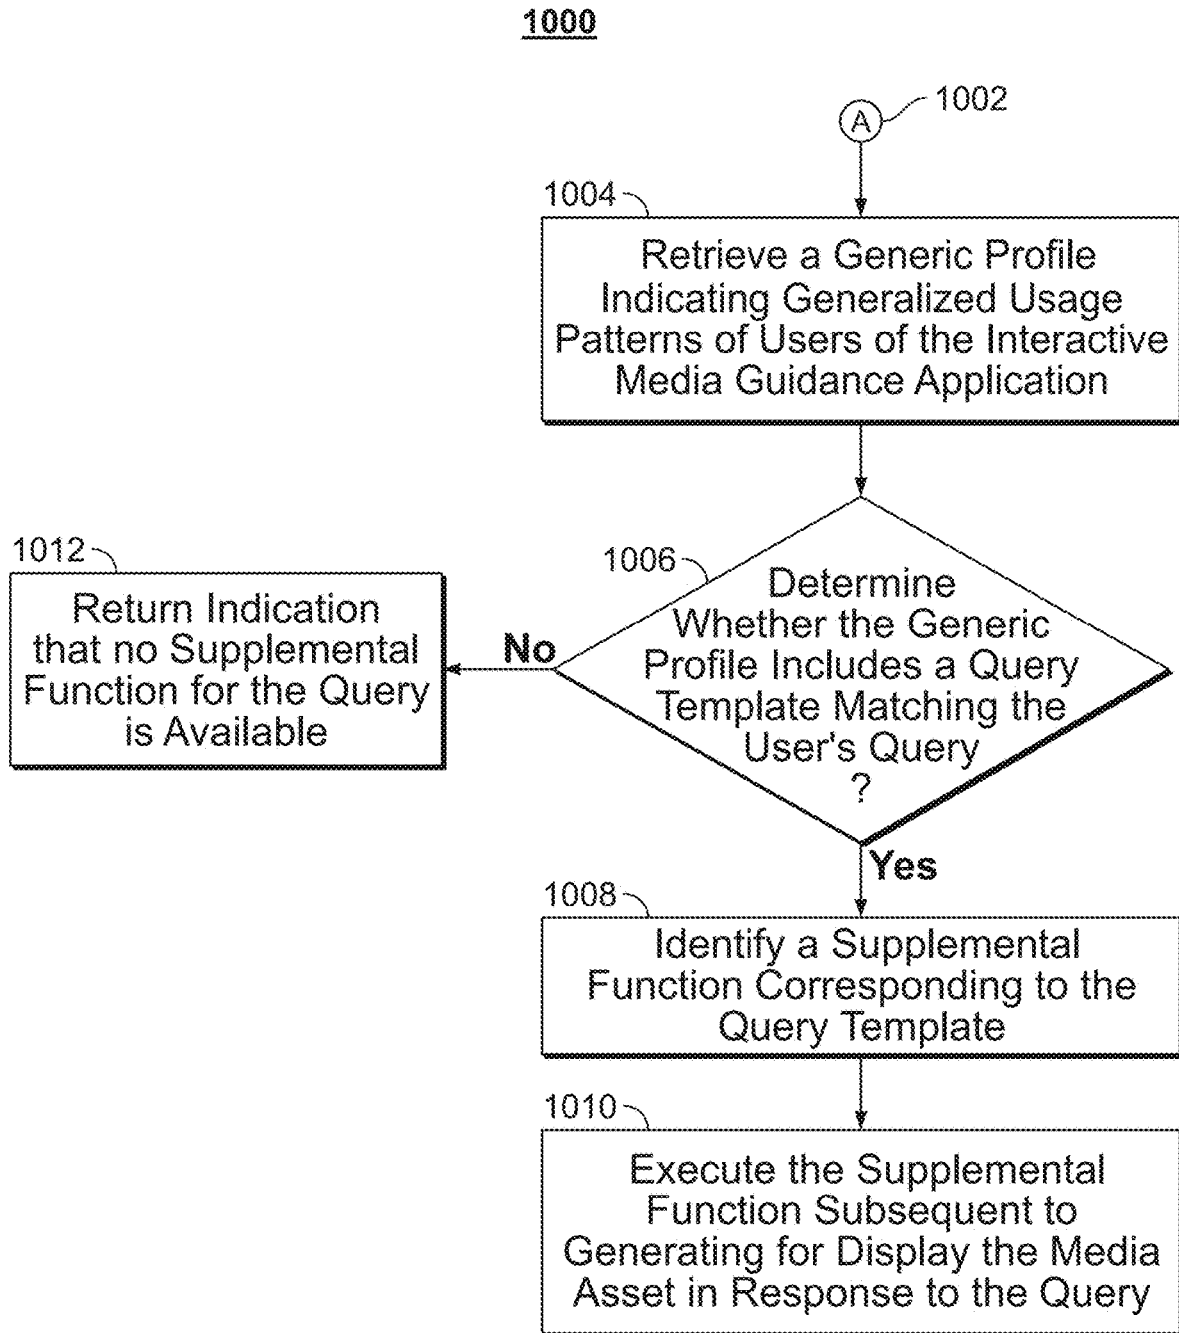 1000
A
1002
1004
Retrieve a Generic Profile
Indicating Generalized Usage
Patterns of Users of the Interactive
Media Guidance Application
1006
Determine
Whether the Generic
Profile Includes a Query
Template Matching the
User's Query
?
No
1012
Return Indication
that no Supplemental
Function for the Query
is Available
Yes
1008
Identify a Supplemental
Function Corresponding to the
Query Template
1010
Execute the Supplemental
Function Subsequent to
Generating for Display the Media
Asset in Response to the Query